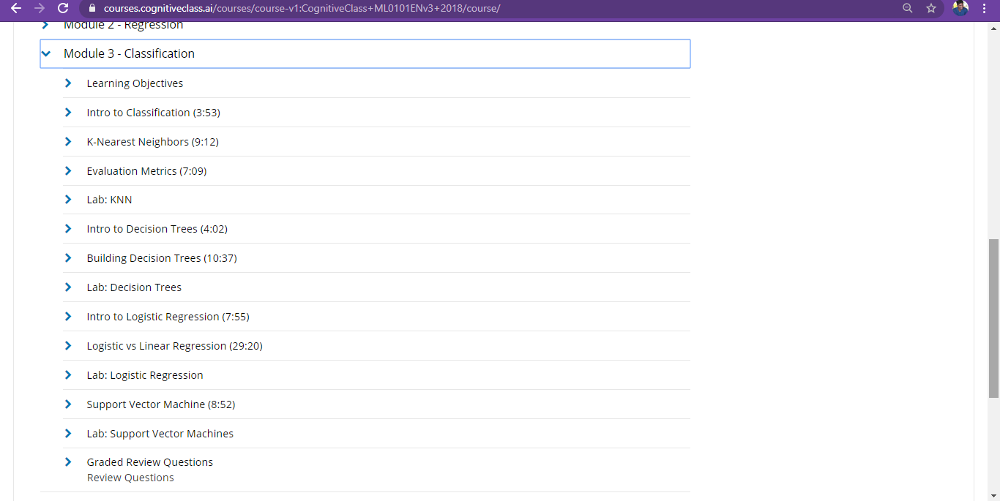 courses.cognitiveclass.ai/courses/course-v1:CognitiveClass+ML0101ENv3+2018/course/
Module 2 - Regression
Module 3 - Classification
Learning Objectives
Intro to Classification (3:53)
K-Nearest Neighbors (9:12)
Evaluation Metrics (7:09)
Lab: KNN
Intro to Decision Trees (4:02)
Building Decision Trees (10:37)
Lab: Decision Trees
Intro to Logistic Regression (7:55)
Logistic vs Linear Regression (29:20)
Lab: Logistic Regression
Support Vector Machine (8:52)
Lab: Support Vector Machines
Graded Review Questions
Review Questions